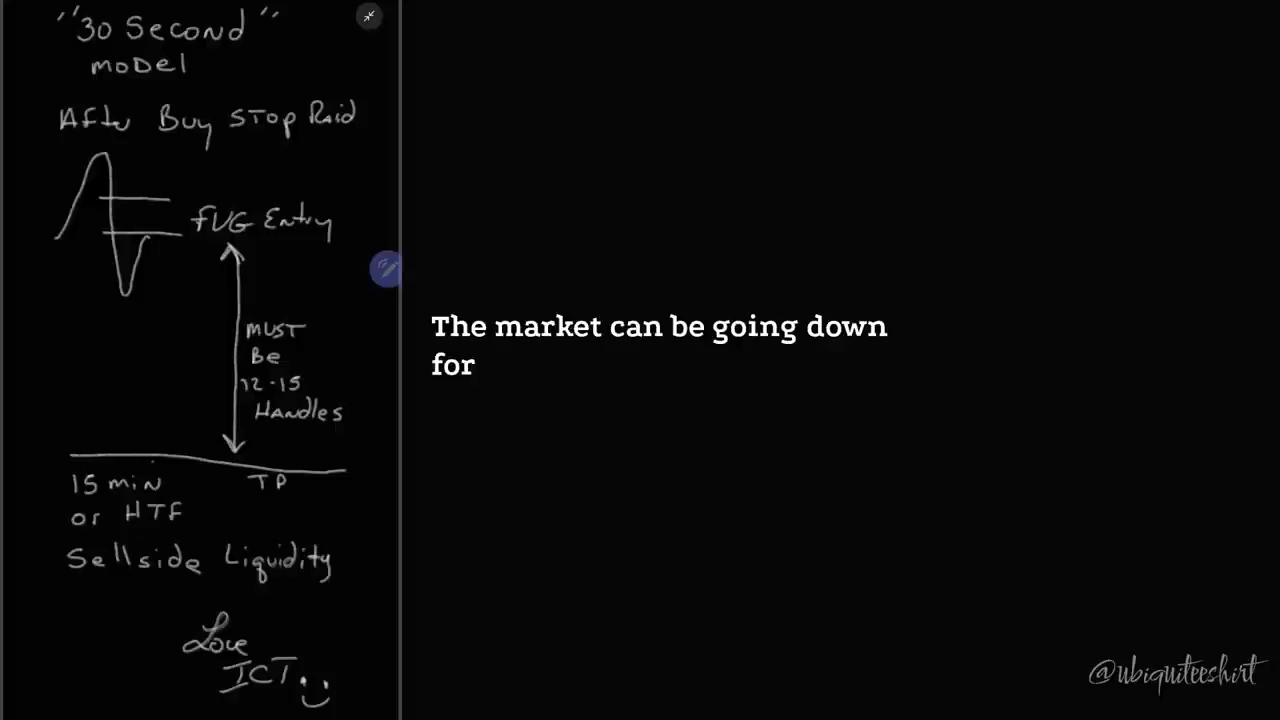 "30 Second"
model
After Buy Stop Raid
FVG Entry
MUST
Be
12-15
HANDles
15 min
or HTF
TP
Sellside Liquidity
Love
ICT
The market can be going down
for
@ubiquiteeshirt